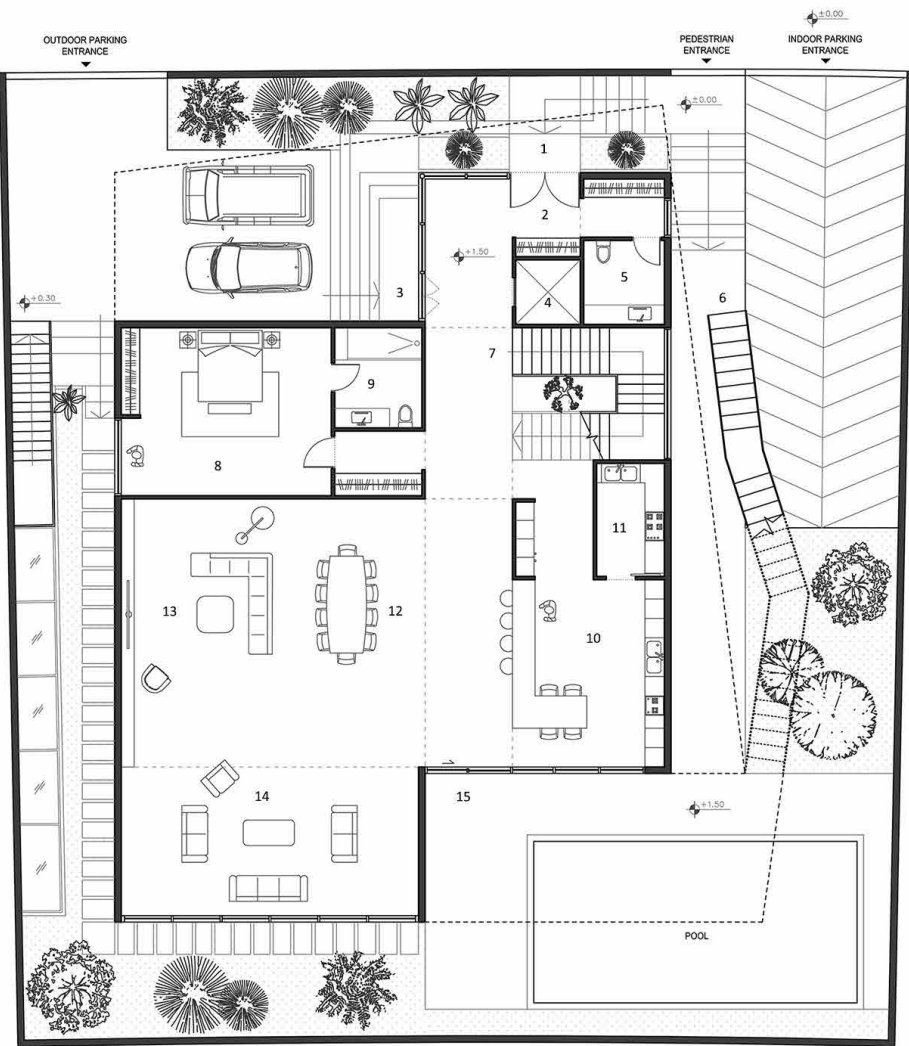 ±0.00
OUTDOOR PARKING
ENTRANCE
PEDESTRIAN
ENTRANCE
INDOOR PARKING
ENTRANCE
±0.00
1
2
+1.50
5
3
4
6
+0.30
7
9
8
11
13
12
10
14
15
+1.50
POOL